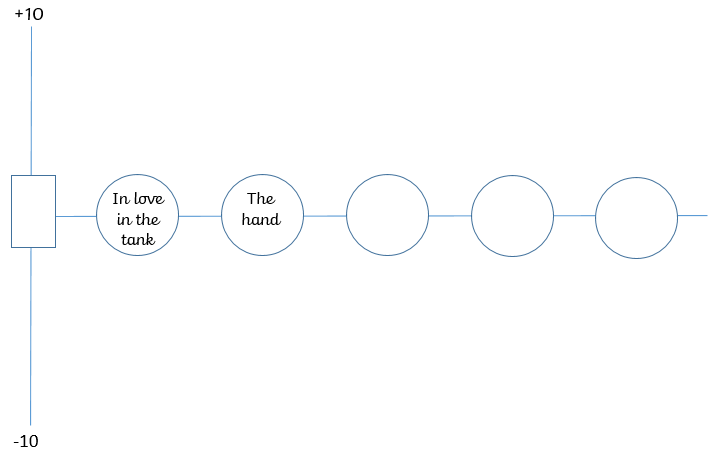 +10
In love
in the
tank
The
hand
-10